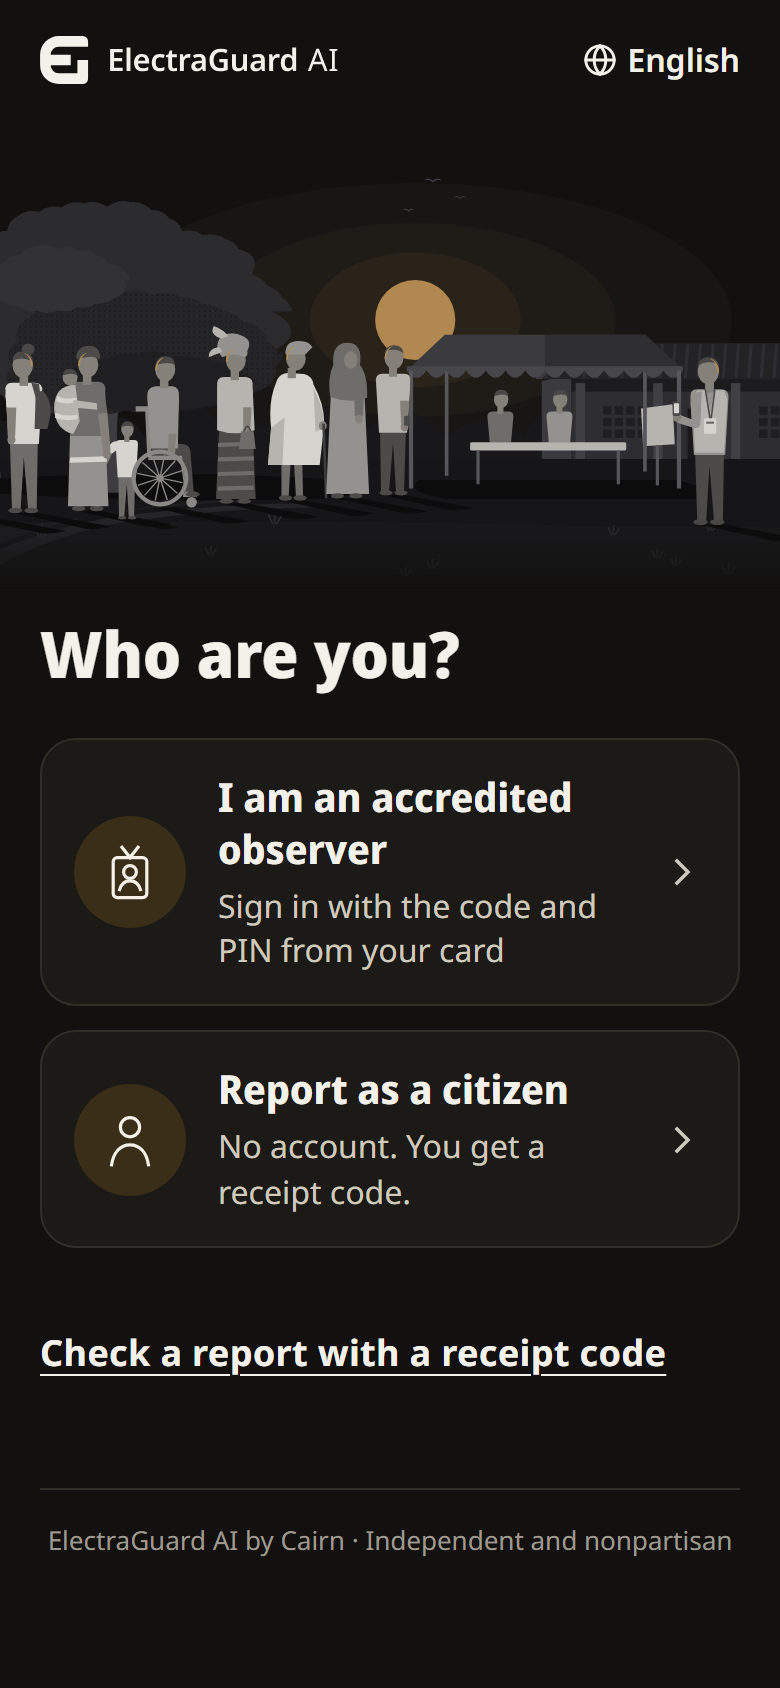 ElectraGuard AI
English
Who are you?
I am an accredited
observer
Sign in with the code and
PIN from your card
Report as a citizen
No account. You get a
receipt code.
Check a report with a receipt code
ElectraGuard AI by Cairn · Independent and nonpartisan